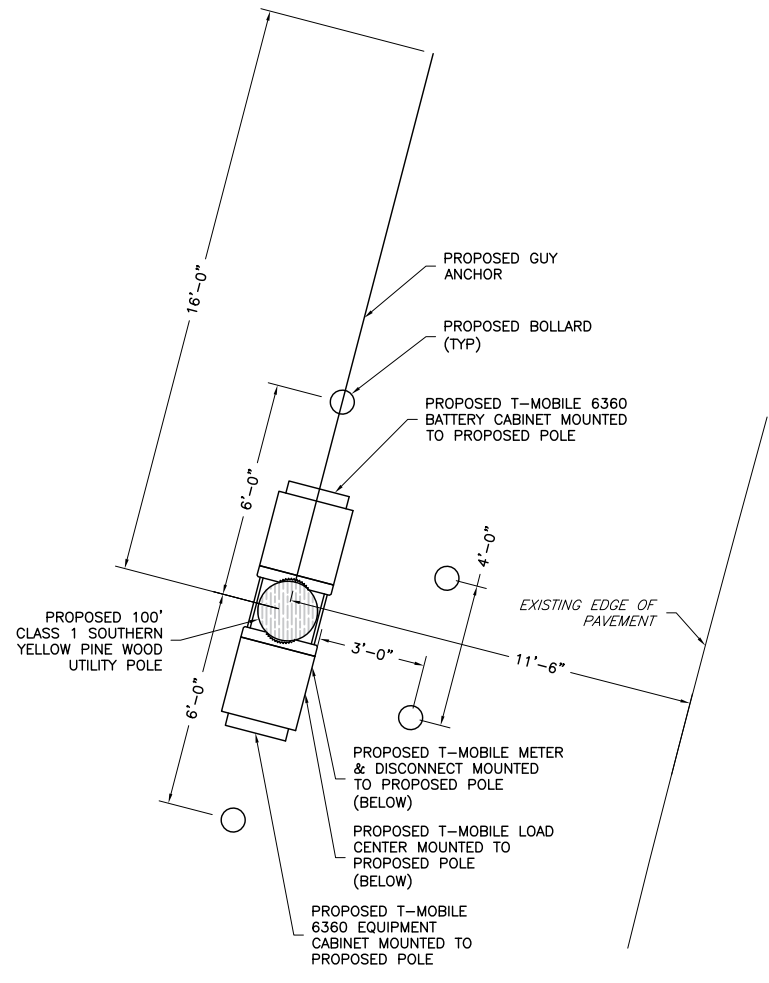 PROPOSED GUY
ANCHOR
16'-0"
PROPOSED BOLLARD
(TYP)
PROPOSED T-MOBILE 6360
BATTERY CABINET MOUNTED
TO PROPOSED POLE
6'-0"
4'-0"
EXISTING EDGE OF
PAVEMENT
PROPOSED 100'
CLASS 1 SOUTHERN
YELLOW PINE WOOD
UTILITY POLE
3'-0"
11'-6"
6'-0"
PROPOSED T-MOBILE METER
& DISCONNECT MOUNTED
TO PROPOSED POLE
(BELOW)
PROPOSED T-MOBILE LOAD
CENTER MOUNTED TO
PROPOSED POLE
(BELOW)
PROPOSED T-MOBILE
6360 EQUIPMENT
CABINET MOUNTED TO
PROPOSED POLE